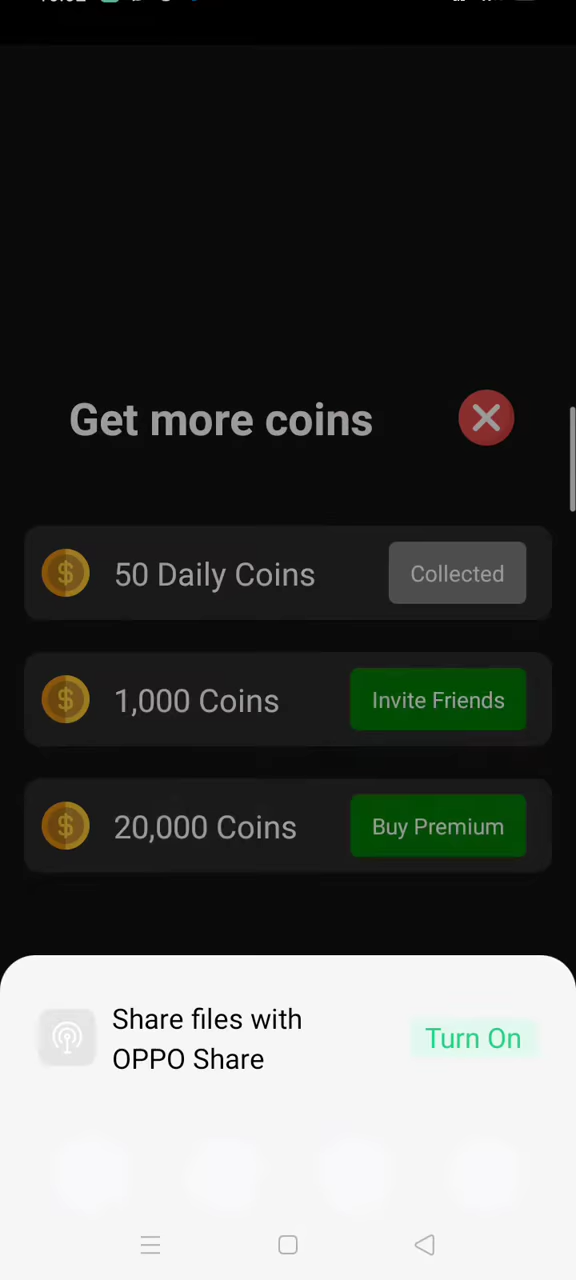 Get more coins
50 Daily Coins
Collected
1,000 Coins
Invite Friends
20,000 Coins
Buy Premium
Share files with
OPPO Share
Turn On